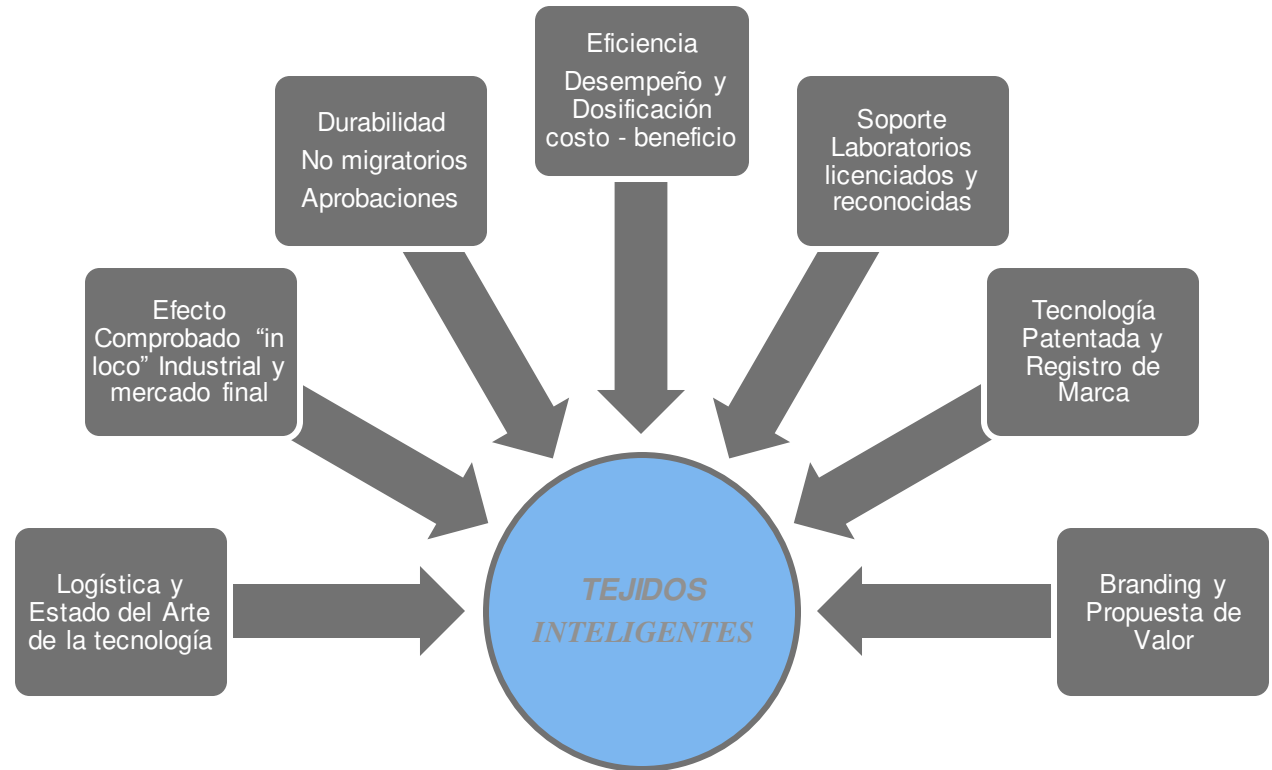 Eficiencia
Desempeño y
Dosificación
costo - beneficio
Durabilidad
No migratorios
Aprobaciones
Soporte
Laboratorios
licenciados y
reconocidas
Efecto
Comprobado “in
loco” Industrial y
mercado final
Tecnología
Patentada y
Registro de
Marca
Logística y
Estado del Arte
de la tecnología
TEJIDOS
INTELIGENTES
Branding y
Propuesta de
Valor